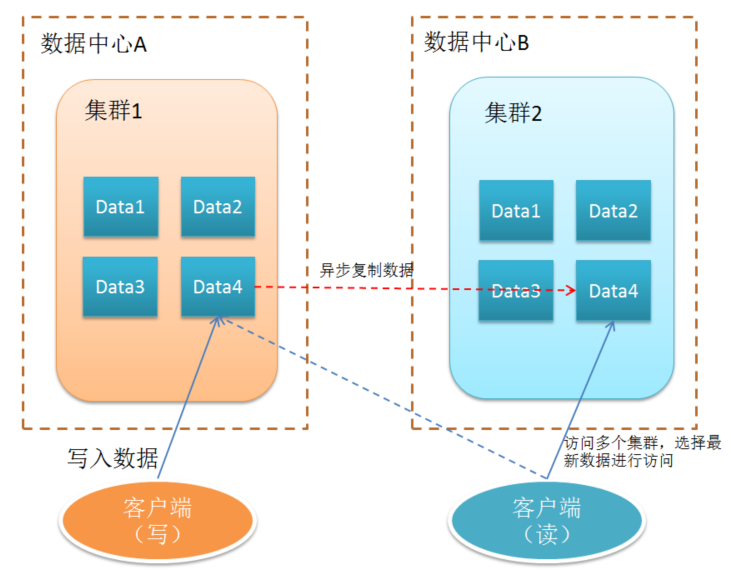 数据中心A
集群1
Data1
Data2
Data3
Data4
数据中心B
集群2
Data1
Data2
Data3
Data4
异步复制数据
写入数据
访问多个集群，选择最
新数据进行访问
客户端
（写）
客户端
（读）